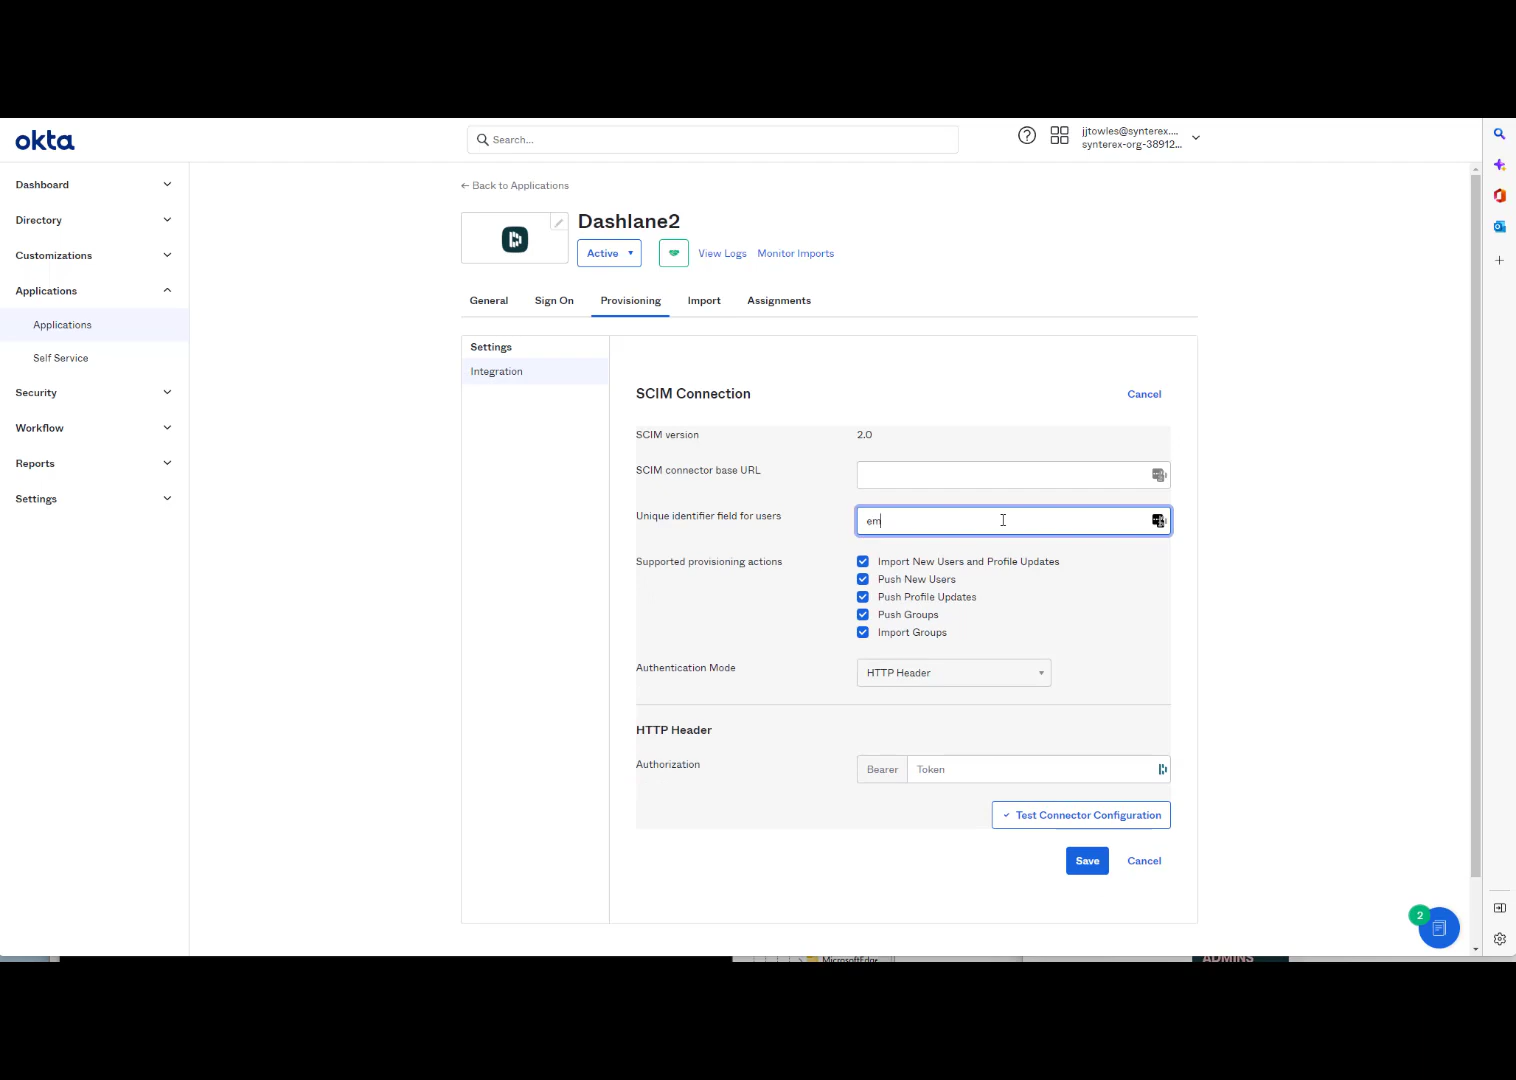 okta
Search...
jjtowles@synterex....
synterex-org-38912...
Dashboard
Directory
Customizations
Applications
Applications
Self Service
Security
Workflow
Reports
Settings
← Back to Applications
Dashlane2
Active
View Logs
Monitor Imports
General
Sign On
Provisioning
Import
Assignments
Settings
Integration
SCIM Connection
Cancel
SCIM version
2.0
SCIM connector base URL
Unique identifier field for users
em
Supported provisioning actions
Import New Users and Profile Updates
Push New Users
Push Profile Updates
Push Groups
Import Groups
Authentication Mode
HTTP Header
HTTP Header
Authorization
Bearer
Token
Test Connector Configuration
Save
Cancel
2
MicrosoftEdge
ADMINS